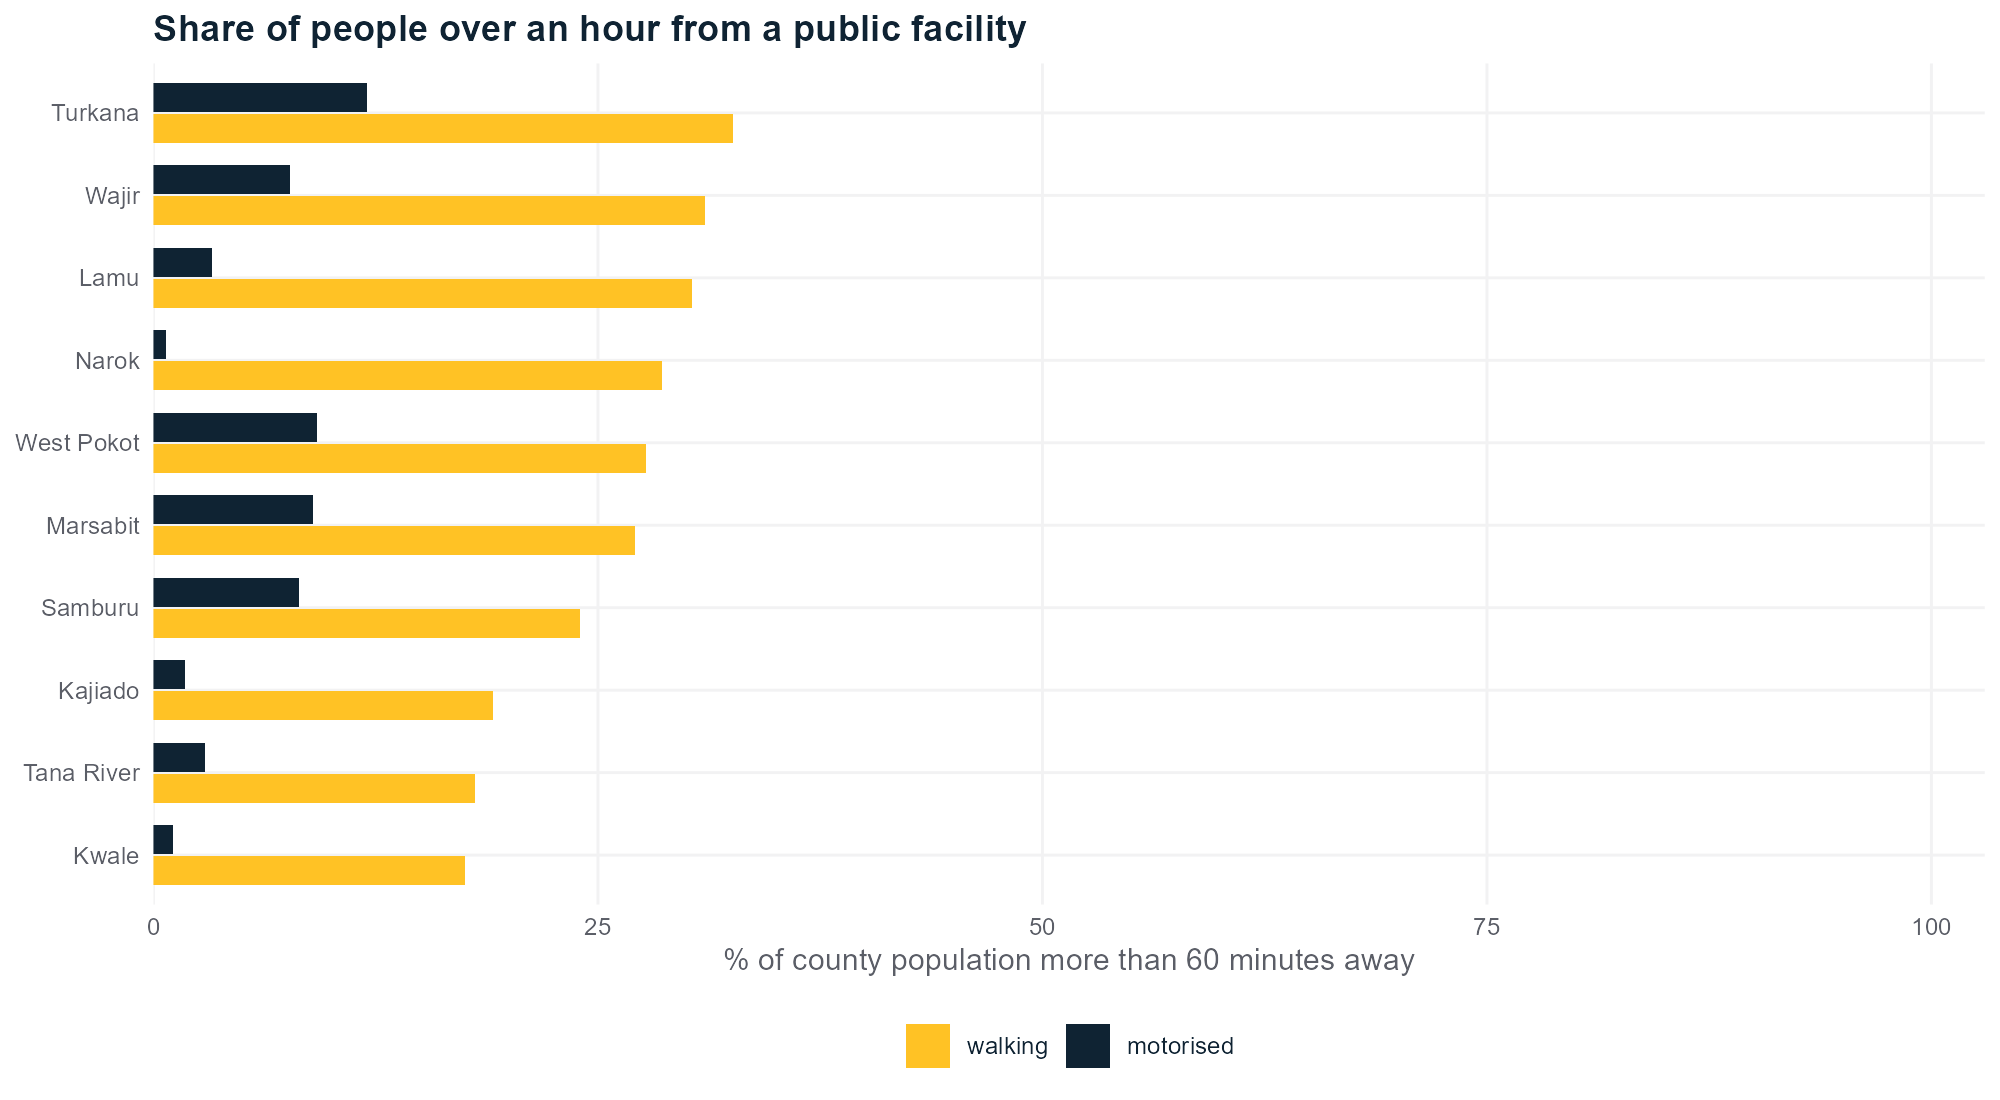 Share of people over an hour from a public facility
Turkana
Wajir
Lamu
Narok
West Pokot
Marsabit
Samburu
Kajiado
Tana River
Kwale
0 25 50 75 100
% of county population more than 60 minutes away
walking motorised